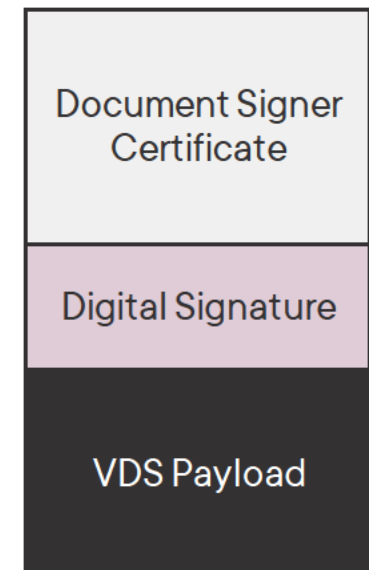 Document Signer
Certificate
Digital Signature
VDS Payload